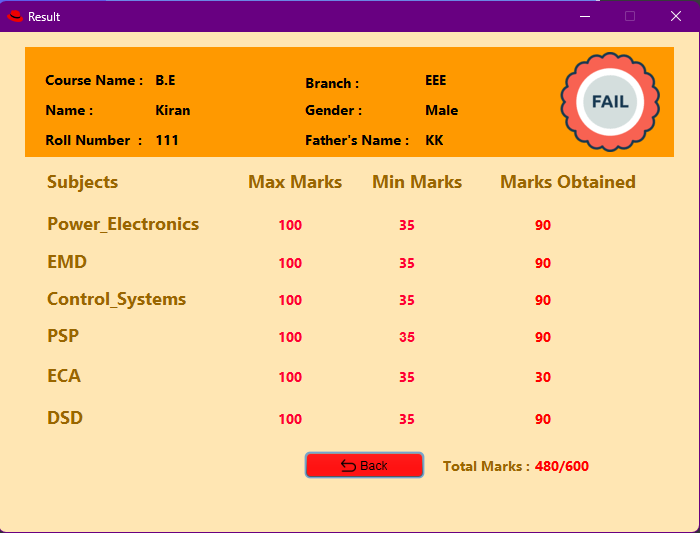 Result
Course Name : B.E Branch : EEE
Name : Kiran Gender : Male
Roll Number : 111 Father's Name : KK
FAIL
Subjects Max Marks Min Marks Marks Obtained
Power_Electronics 100 35 90
EMD 100 35 90
Control_Systems 100 35 90
PSP 100 35 90
ECA 100 35 30
DSD 100 35 90
Back Total Marks : 480/600